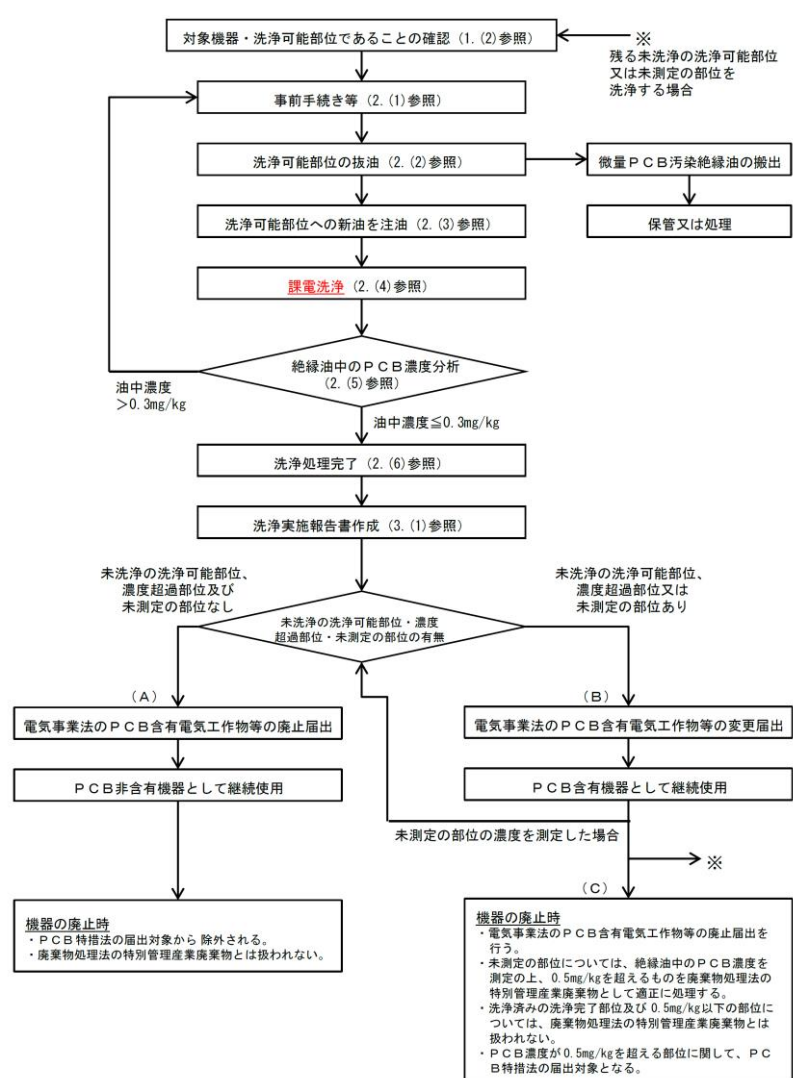 対象機器・洗浄可能部位であることの確認（1.(2)参照）
※
残る未洗浄の洗浄可能部位
又は未測定の部位を
洗浄する場合
事前手続き等（2.(1)参照）
洗浄可能部位の抜油（2.(2)参照）
微量ＰＣＢ汚染絶縁油の搬出
洗浄可能部位への新油を注油（2.(3)参照）
保管又は処理
課電洗浄（2.(4)参照）
絶縁油中のＰＣＢ濃度分析
（2.(5)参照）
油中濃度
＞0.3mg/kg
油中濃度≦0.3mg/kg
洗浄処理完了（2.(6)参照）
洗浄実施報告書作成（3.(1)参照）
未洗浄の洗浄可能部位、
濃度超過部位及び
未測定の部位なし
未洗浄の洗浄可能部位、
濃度超過部位又は
未測定の部位あり
未洗浄の洗浄可能部位・濃度
超過部位・未測定の部位の有無
（Ａ）
（Ｂ）
電気事業法のＰＣＢ含有電気工作物等の廃止届出
電気事業法のＰＣＢ含有電気工作物等の変更届出
ＰＣＢ非含有機器として継続使用
ＰＣＢ含有機器として継続使用
未測定の部位の濃度を測定した場合
※
（Ｃ）
機器の廃止時
・ＰＣＢ特措法の届出対象から 除外される。
・廃棄物処理法の特別管理産業廃棄物とは扱われない。
機器の廃止時
・電気事業法のＰＣＢ含有電気工作物等の廃止届出を
行う。
・未測定の部位については、絶縁油中のＰＣＢ濃度を
測定の上、0.5mg/kgを超えるものを廃棄物処理法の
特別管理産業廃棄物として適正に処理する。
・洗浄済みの洗浄完了部位及び 0.5mg/kg以下の部位に
ついては、廃棄物処理法の特別管理産業廃棄物とは
扱われない。
・ＰＣＢ濃度が 0.5mg/kgを超える部位に関して、ＰＣ
Ｂ特措法の届出対象となる。